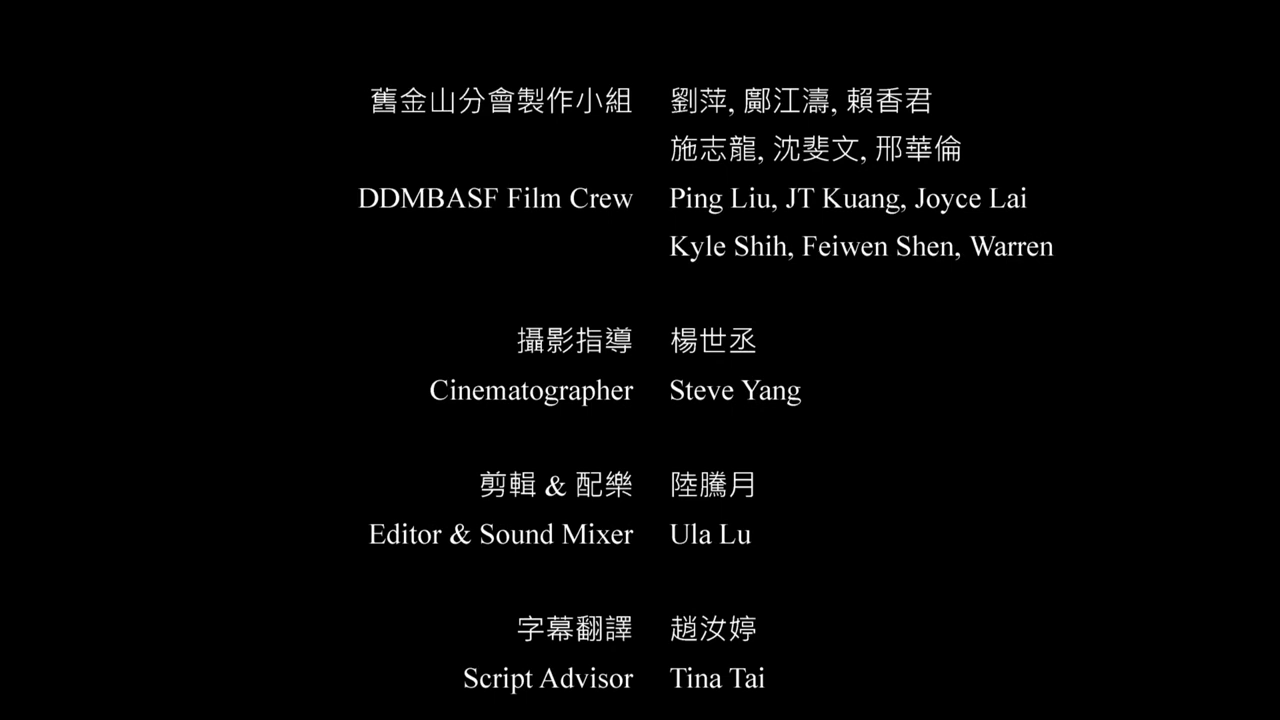 舊金山分會製作小組 劉萍, 鄺江濤, 賴香君
施志龍, 沈斐文, 邢華倫
DDMBASF Film Crew Ping Liu, JT Kuang, Joyce Lai
Kyle Shih, Feiwen Shen, Warren
攝影指導 楊世丞
Cinematographer Steve Yang
剪輯 & 配樂 陸騰月
Editor & Sound Mixer Ula Lu
字幕翻譯 趙汝婷
Script Advisor Tina Tai